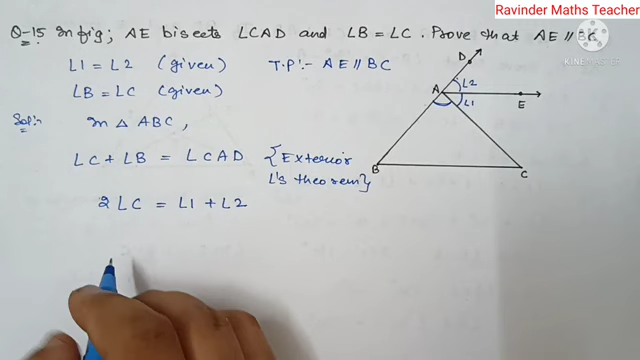 Ravinder Maths Teacher
Q-15 In fig; AE bisects ∠CAD and ∠B = ∠C. Prove that AE // BC
KINEMASTER
∠1 = ∠2 (given) T.P:- AE // BC
∠B = ∠C (given)
Sol:- In △ ABC,
∠C + ∠B = ∠CAD {Exterior
∠'s theorem}
2∠C = ∠1 + ∠2
D
∠2
A
∠1
E
B
C